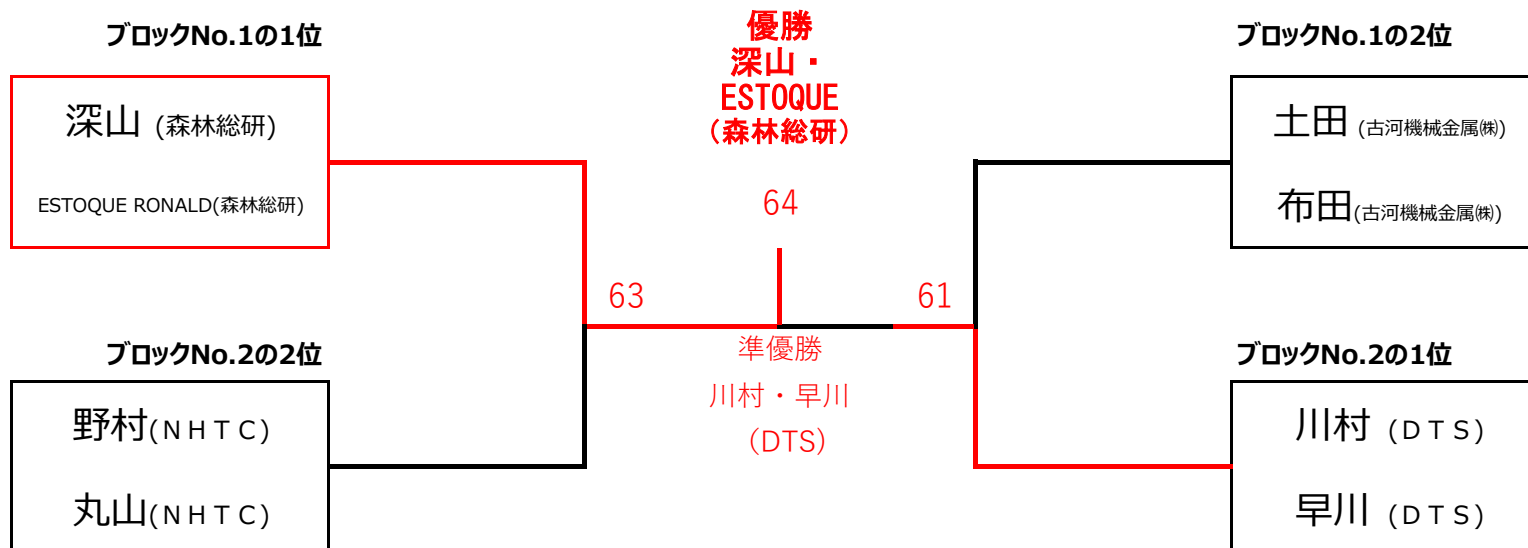 ブロックNo.1の1位
深山 (森林総研)
ESTOQUE RONALD(森林総研)
ブロックNo.2の2位
野村(ＮＨＴＣ)
丸山(ＮＨＴＣ)
優勝
深山・
ESTOQUE
(森林総研)
64
63
61
準優勝
川村・早川
(DTS)
ブロックNo.1の2位
土田 (古河機械金属㈱)
布田(古河機械金属㈱)
ブロックNo.2の1位
川村 (ＤＴＳ)
早川 (ＤＴＳ)